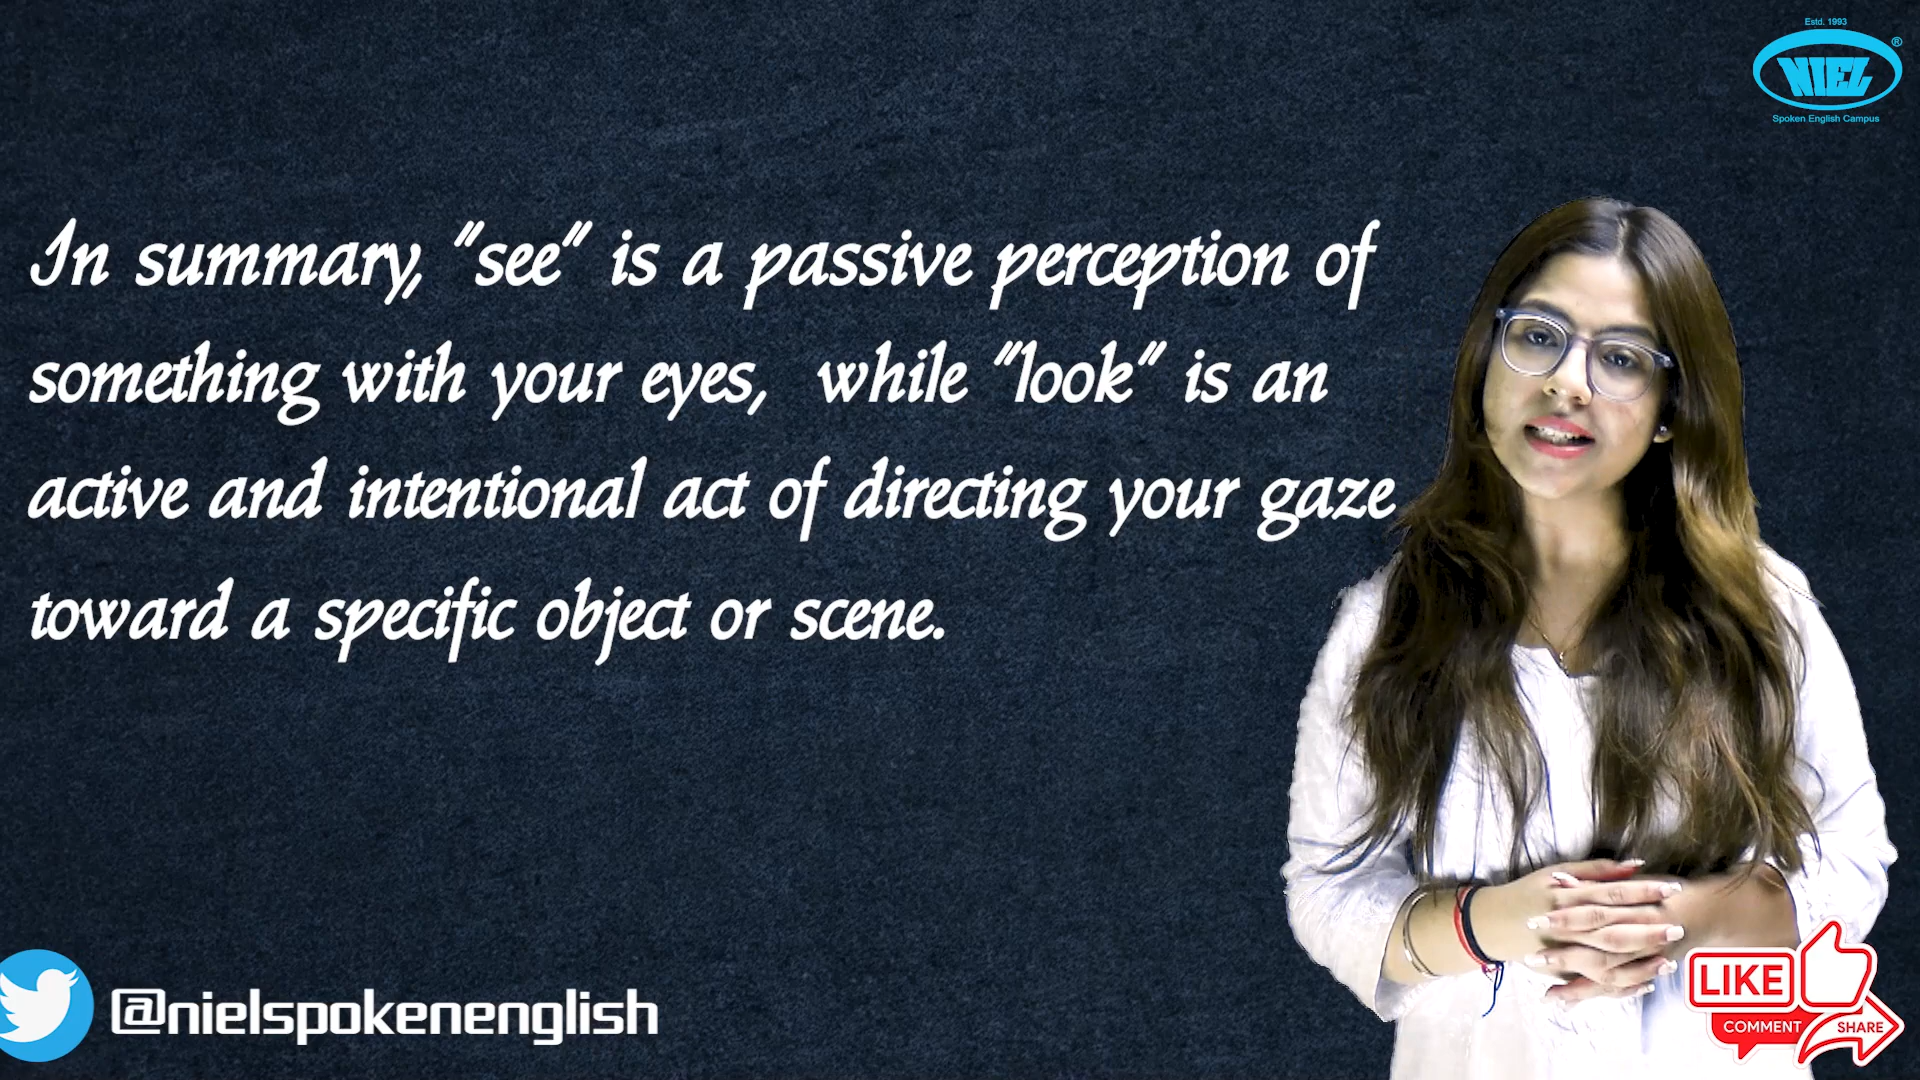 Estd. 1993
NIEL®
Spoken English Campus
In summary, "see" is a passive perception of
something with your eyes, while "look" is an
active and intentional act of directing your gaze
toward a specific object or scene.
@nielspokenenglish
LIKE
COMMENT
SHARE